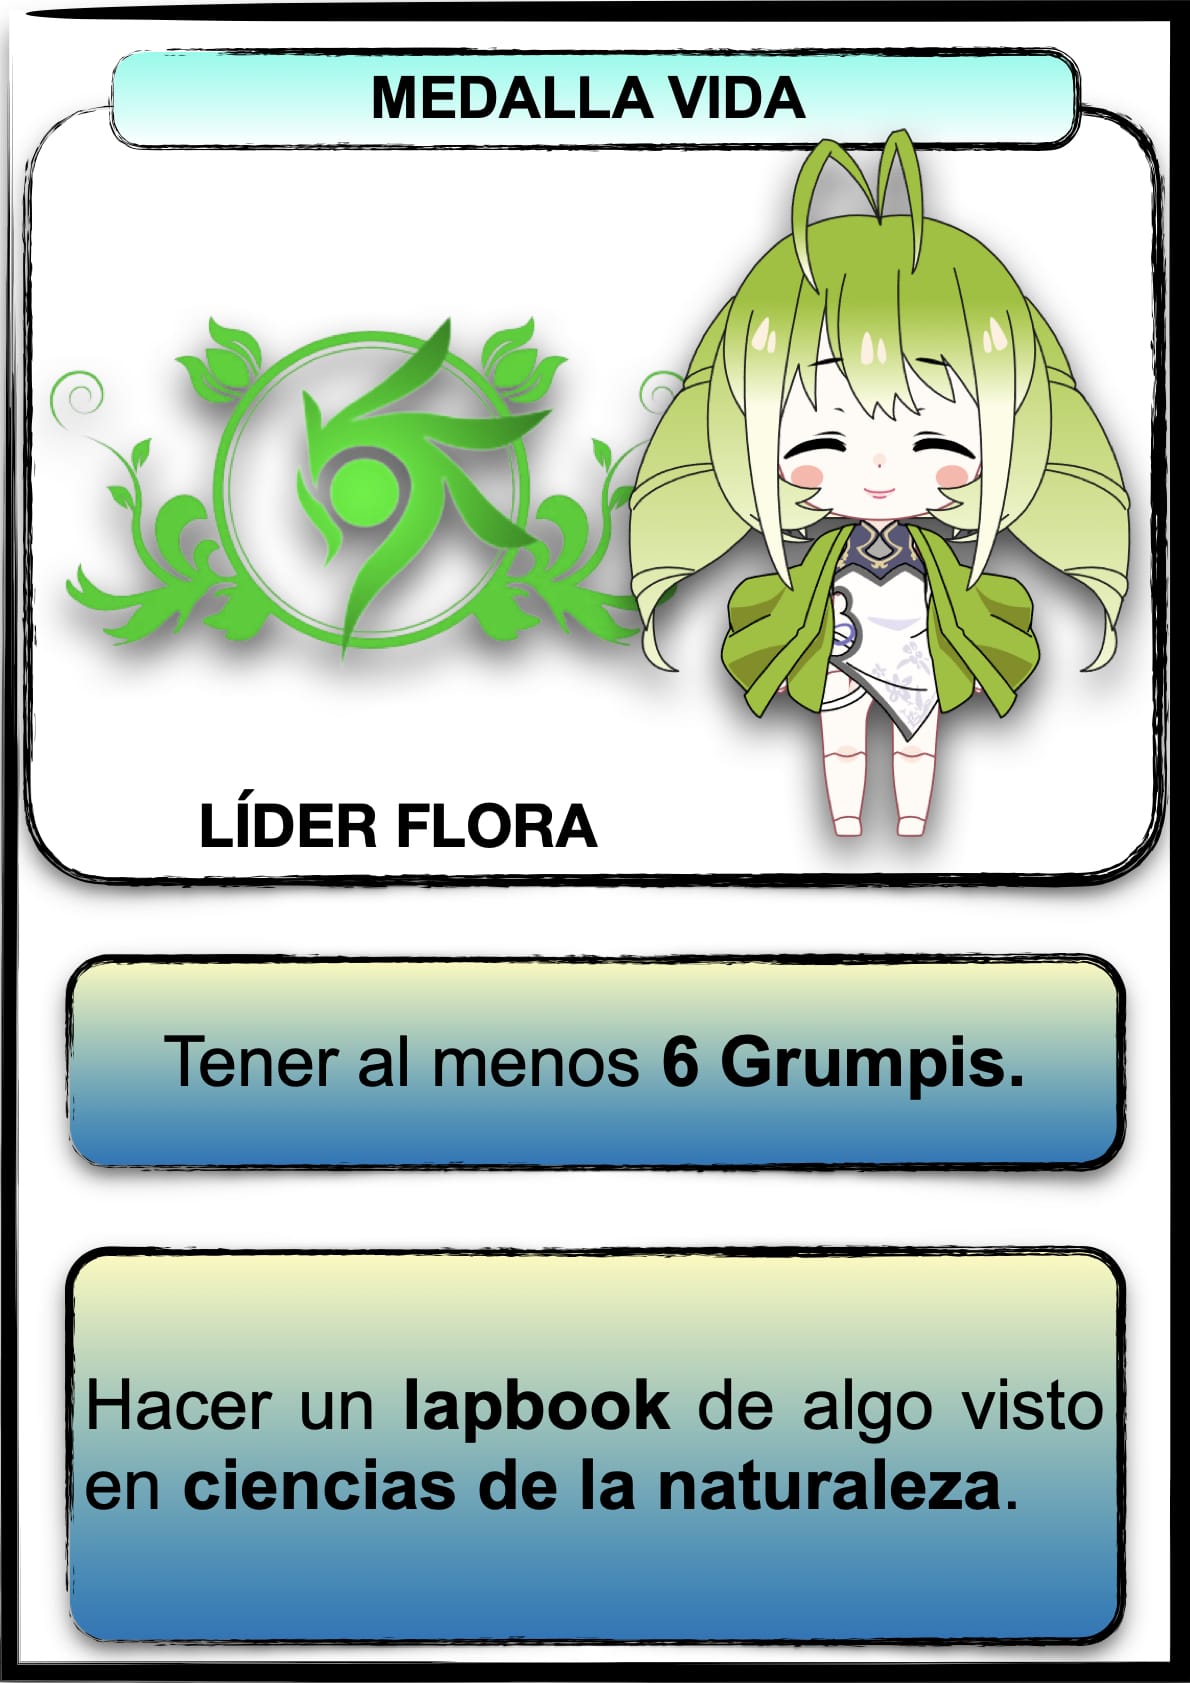 MEDALLA VIDA
LÍDER FLORA
Tener al menos 6 Grumpis.
Hacer un lapbook de algo visto
en ciencias de la naturaleza.